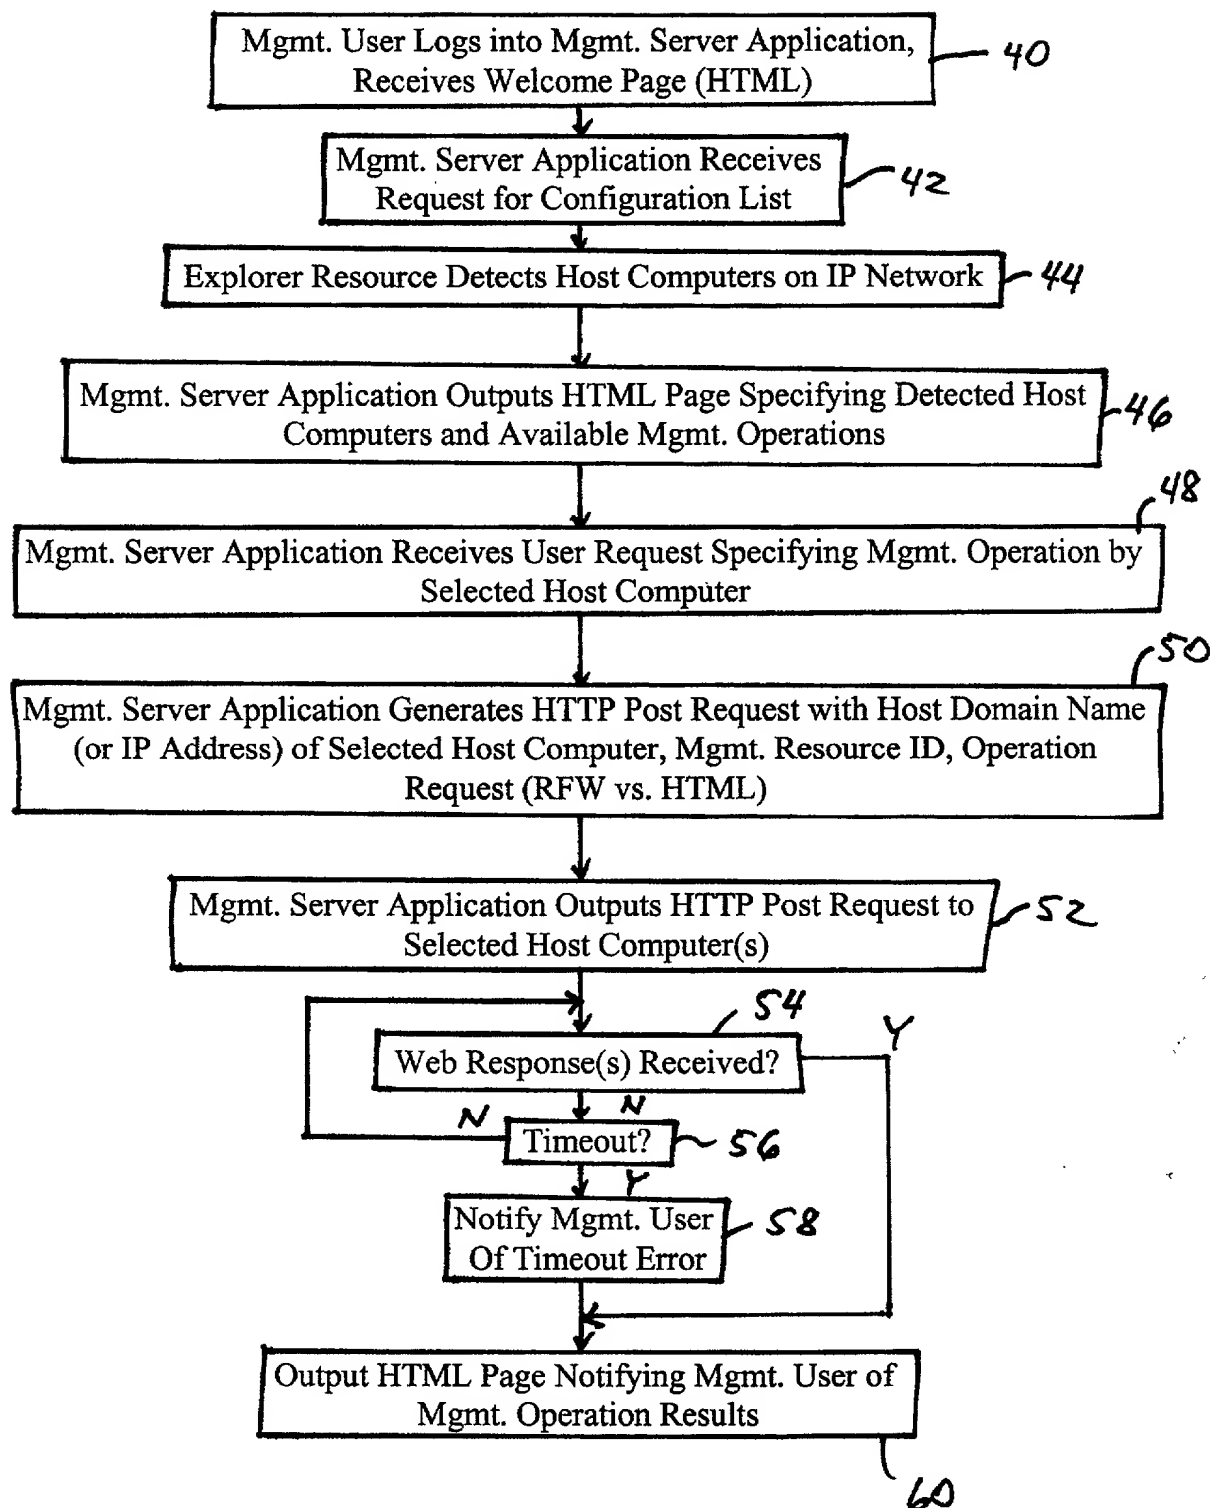 Mgmt. User Logs into Mgmt. Server Application,
Receives Welcome Page (HTML)
40
Mgmt. Server Application Receives
Request for Configuration List
42
Explorer Resource Detects Host Computers on IP Network
44
Mgmt. Server Application Outputs HTML Page Specifying Detected Host
Computers and Available Mgmt. Operations
46
48
Mgmt. Server Application Receives User Request Specifying Mgmt. Operation by
Selected Host Computer
50
Mgmt. Server Application Generates HTTP Post Request with Host Domain Name
(or IP Address) of Selected Host Computer, Mgmt. Resource ID, Operation
Request (RFW vs. HTML)
Mgmt. Server Application Outputs HTTP Post Request to
Selected Host Computer(s)
52
54
Y
Web Response(s) Received?
N
N
Timeout?
56
Y
Notify Mgmt. User
Of Timeout Error
58
Output HTML Page Notifying Mgmt. User of
Mgmt. Operation Results
60